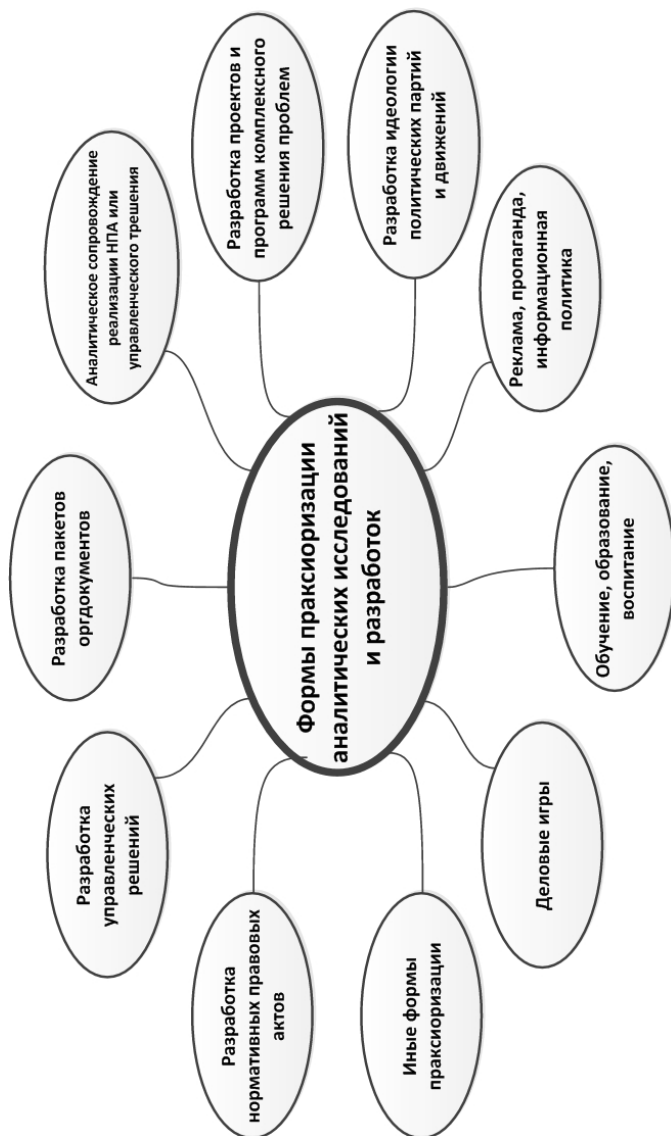 Разработка
управленческих
решений
Разработка пакетов
оргдокументов
Аналитическое сопровождение
реализации НПА или
управленческого трешения
Разработка
нормативных правовых
актов
Разработка проектов и
программ комплексного
решения проблем
Формы праксиоризации
аналитических исследований
и разработок
Иные формы
праксиоризации
Разработка идеологии
политических партий
и движений
Деловые игры
Обучение, образование,
воспитание
Реклама, пропаганда,
информационная
политика